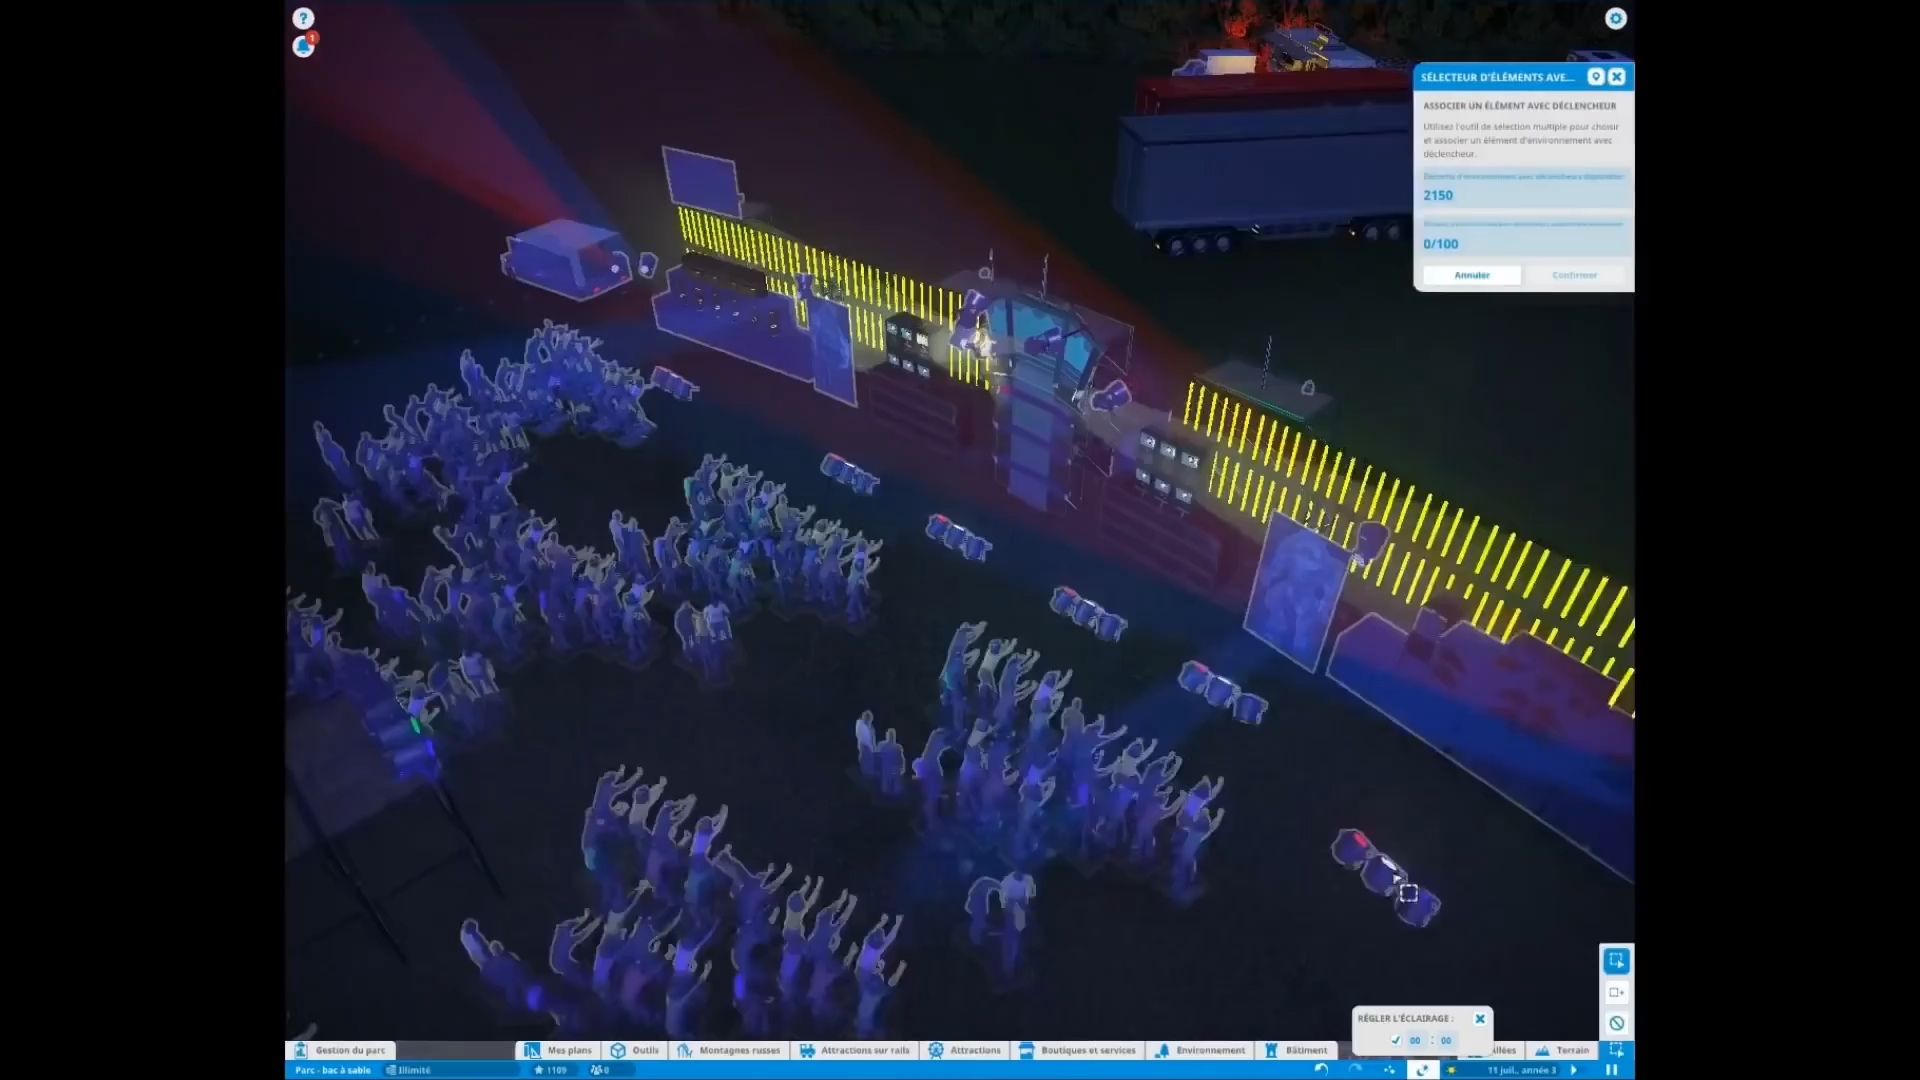 ?
1
SÉLECTEUR D'ÉLÉMENTS AVE...
ASSOCIER UN ÉLÉMENT AVEC DÉCLENCHEUR
Utilisez l'outil de sélection multiple pour choisir
et associer un élément d'environnement avec
déclencheur.
2150
0/100
Annuler
Confirmer
RÉGLER L'ÉCLAIRAGE :
00 : 00
Gestion du parc
Mes plans
Outils
Montagnes russes
Attractions sur rails
Attractions
Boutiques et services
Environnement
Bâtiment
Terrain
Parc - bac à sable
Illimité
1109
0
11 juil., année 3